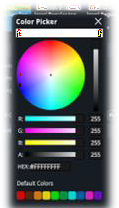 Color Picker
R: 255
G: 255
B: 255
A: 255
HEX:#FFFFFFFF
Default Colors